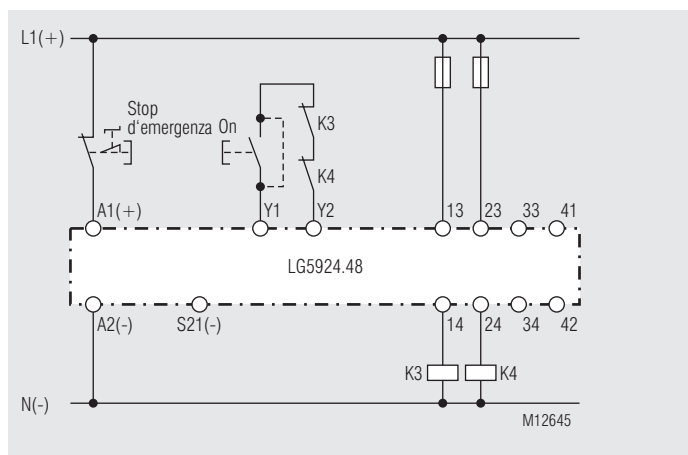 L1(+)
Stop
d'emergenza On
K3
K4
A1(+) Y1 Y2 13 23 33 41
LG5924.48
A2(-) S21(-) 14 24 34 42
K3 K4
N(-)
M12645